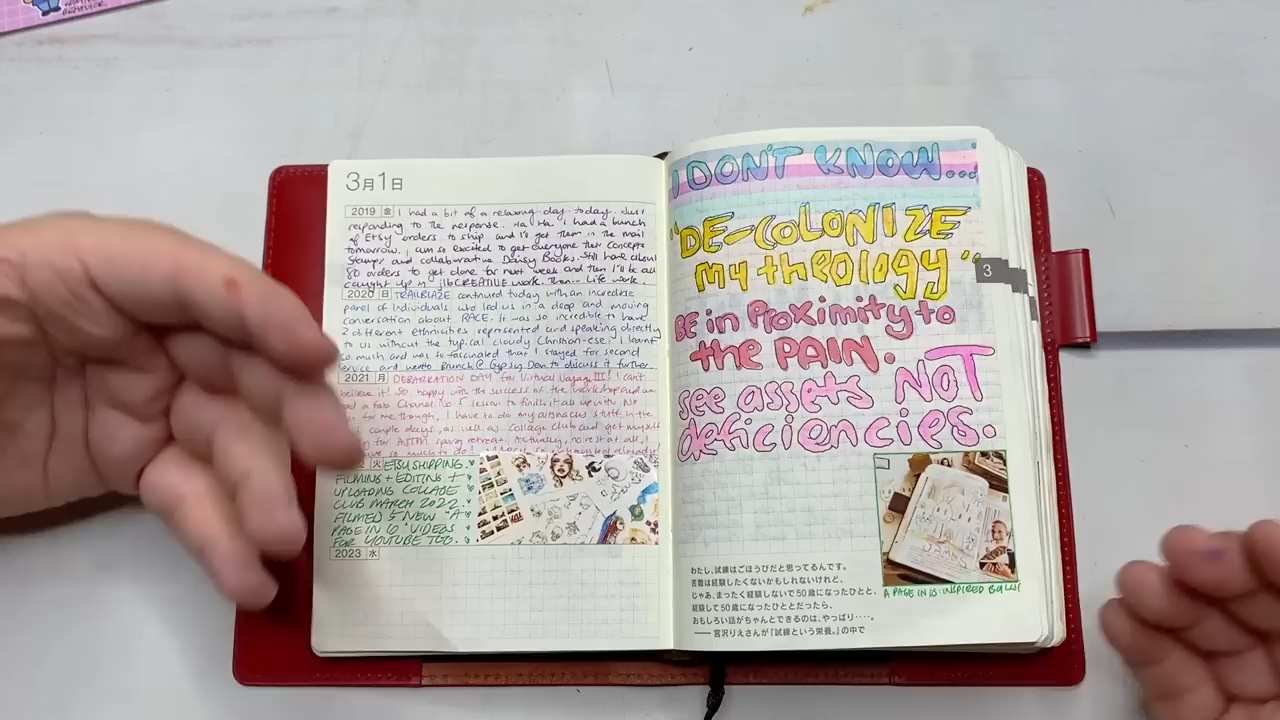 BEHAVIOR
3月1日
2019 金 I had a bit of a relaxing day today. Just
responding to the response. Ha! Ha! I had a bunch
of Etsy orders to ship and I'll get them in the mail
tomorrow. I am so excited to get everyone their Concepts
Stamps and collaborative Daisy Books. Still have about
80 orders to get done for next week and then I'll be all
caught up w/ jlbCREATIVE work. Then... Life work.
2020 日 TRAILBLAZE continued today with an incredible
panel of individuals who led us in a deep and moving
conversation about RACE. It was so incredible to have
different ethnicities represented and speaking directly
to us without the typical cloudy Christian-ese. I learnt
so much and was so fascinated that I stayed for second
service and went to Brunch @ Gypsy Den to discuss it further.
2021 月 DEBARKATION DAY for Virtual Voyage III! I can't
believe it! So happy with the success of the workshop and we
had a fab Chanel No 5 lesson to finish it all up with. No
for me though, I have to do my stuff in the
couple days, as well as Collage Club and get myself
for spring retreat. Actually, no rest at all, I
have so much to do! exhausted already!
火 ETSY SHIPPING
FILMING + EDITING +
UPLOADING COLLAGE
CLUB MARCH 2022
FILMED 5 NEW "A
PAGE IN 10" VIDEOS
FOR YOUTUBE TOO.
2023 水
I DON'T KNOW...
"DE-COLONIZE
my theology"
BE in Proximity to
the PAIN.
see assets NOT
deficiencies.
3
A PAGE IN 10: INSPIRED BY
わたし、試練はごほうびだと思ってるんです。
苦難は経験したくないかもしれないけれど、
じゃあ、まったく経験しないで50歳になったひとと、
経験して50歳になったひとだったら、
おもしろい話がちゃんとできるのは、やっぱり‥‥。
── 宮沢りえさんが『試練という栄養。』の中で